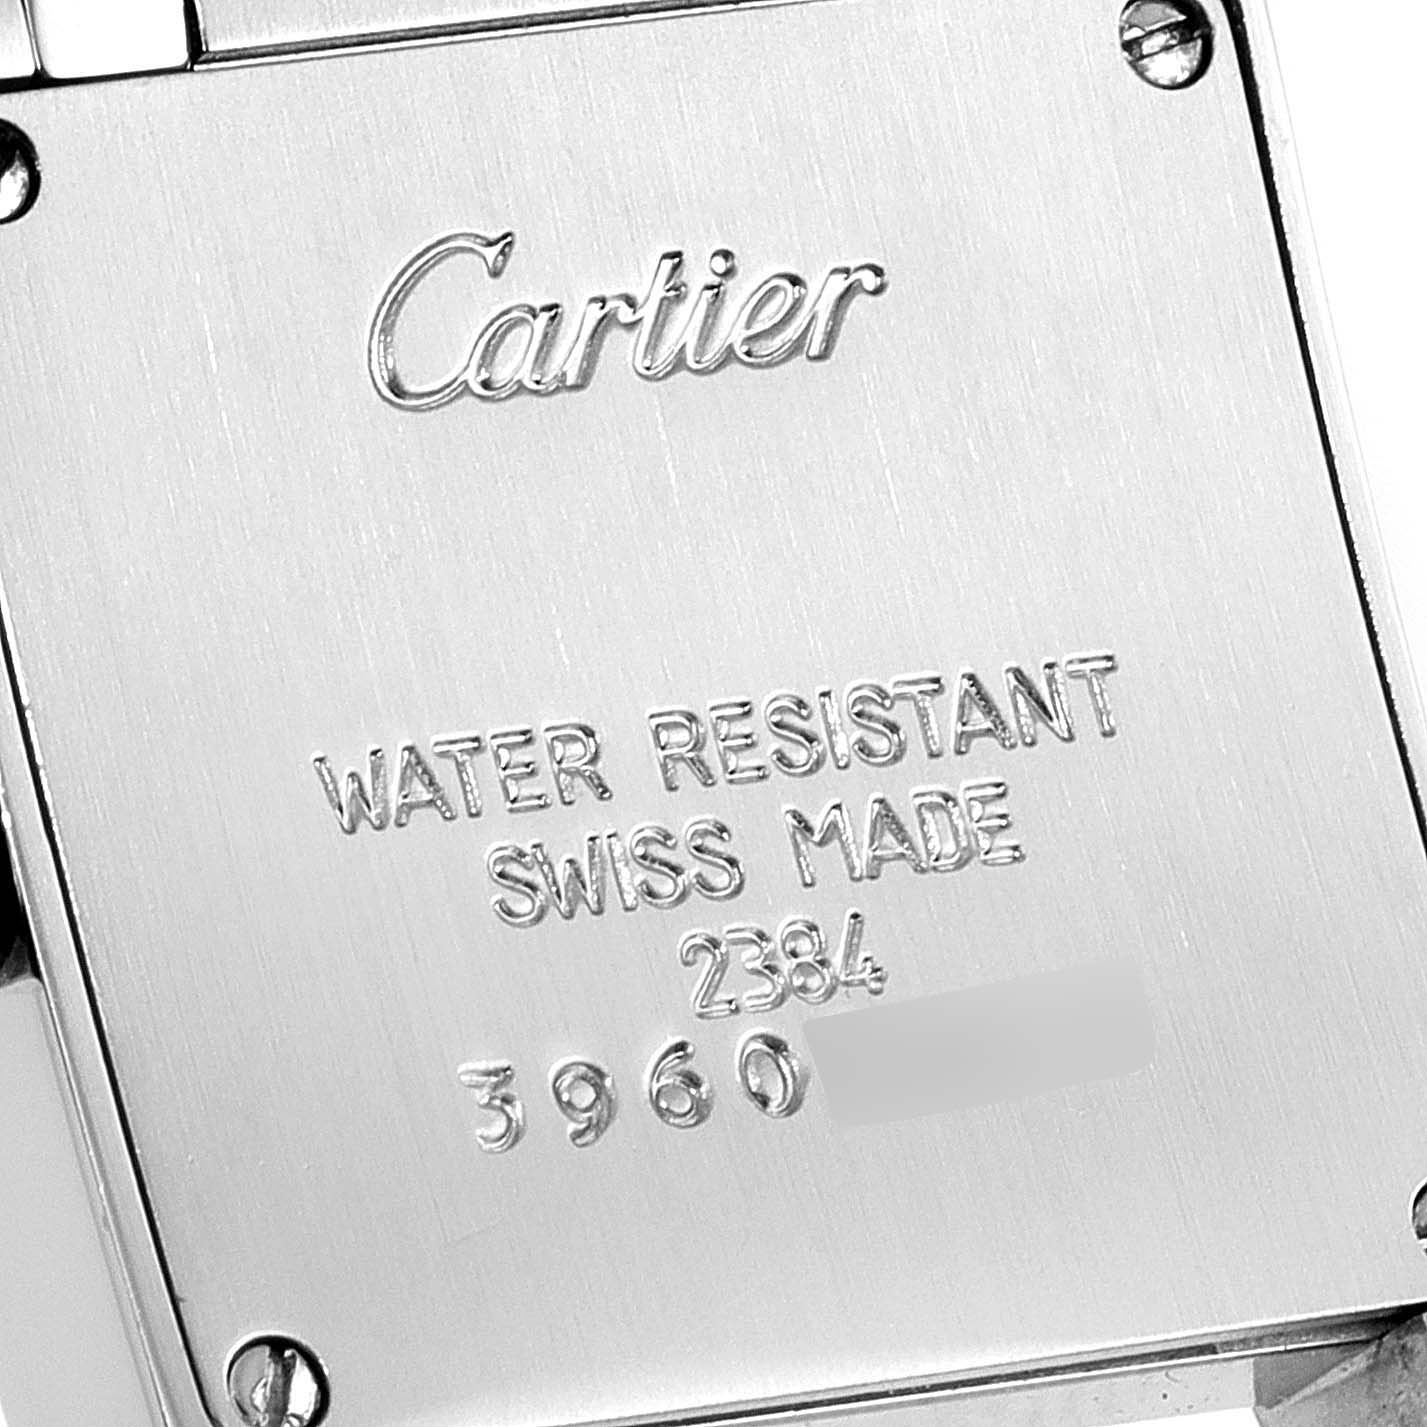 Cartier
WATER RESISTANT
SWISS MADE
2384
3960